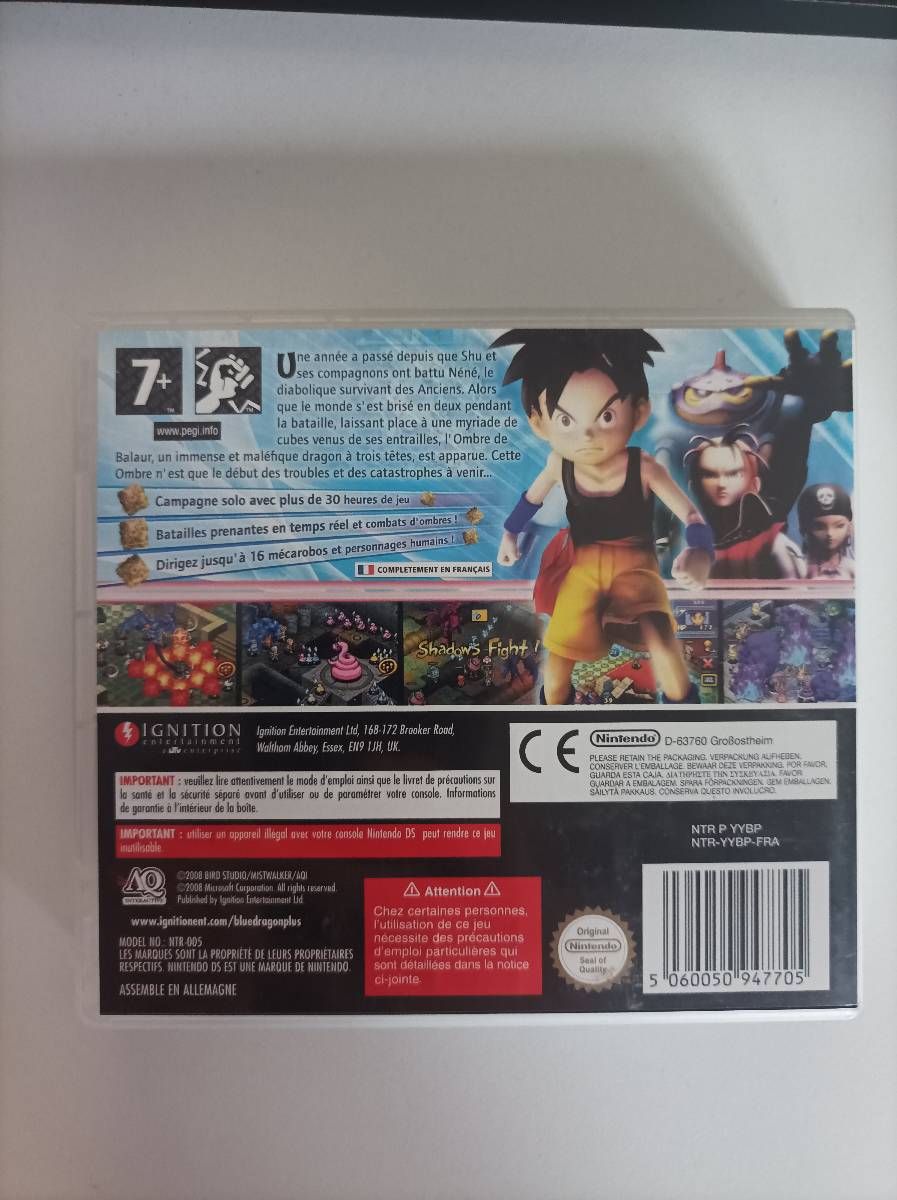 7+
TM
TM
www.pegi.info
Une année a passé depuis que Shu et
ses compagnons ont battu Néné, le
diabolique survivant des Anciens. Alors
que le monde s'est brisé en deux pendant
la bataille, laissant place à une myriade de
cubes venus de ses entrailles, l'Ombre de
Balaur, un immense et maléfique dragon à trois têtes, est apparue. Cette
Ombre n'est que le début des troubles et des catastrophes à venir...
Campagne solo avec plus de 30 heures de jeu
Batailles prenantes en temps réel et combats d'ombres !
Dirigez jusqu'à 16 mécarobos et personnages humains !
COMPLETEMENT EN FRANÇAIS
Shadows Fight !
IGNITION
entertainment
a utv enterprise
Ignition Entertainment Ltd, 168-172 Brooker Road,
Waltham Abbey, Essex, EN9 1JH, UK.
CE
Nintendo D-63760 Großostheim
PLEASE RETAIN THE PACKAGING. VERPACKUNG AUFHEBEN.
CONSERVER L'EMBALLAGE. BEWAAR DEZE VERPAKKING. POR FAVOR,
GUARDA ESTA CAJA. ΔΙΑΤΗΡΗΣΤΕ ΤΗΝ ΣΥΣΚΕΥΑΣΙΑ. FAVOR
GUARDAR A EMBALAGEM. SPARA FÖRPACKNINGEN. GEM EMBALLAGEN.
SÄILYTÄ PAKKAUS. CONSERVA QUESTO INVOLUCRO.
IMPORTANT : veuillez lire attentivement le mode d'emploi ainsi que le livret de précautions sur
la santé et la sécurité séparé avant d'utiliser ou de paramétrer votre console. Informations
de garantie à l'intérieur de la boîte.
IMPORTANT : utiliser un appareil illégal avec votre console Nintendo DS peut rendre ce jeu
inutilisable.
NTR P YYBP
NTR-YYBP-FRA
AQ
INTERACTIVE
©2008 BIRD STUDIO/MISTWALKER/AQI
©2008 Microsoft Corporation. All rights reserved.
Published by Ignition Entertainment Ltd.
www.ignitionent.com/bluedragonplus
MODEL NO.: NTR-005
LES MARQUES SONT LA PROPRIÉTÉ DE LEURS PROPRIÉTAIRES
RESPECTIFS. NINTENDO DS EST UNE MARQUE DE NINTENDO.
ASSEMBLE EN ALLEMAGNE
Attention
Chez certaines personnes,
l'utilisation de ce jeu
nécessite des précautions
d'emploi particulières qui
sont détaillées dans la notice
ci-jointe.
Original
Nintendo
Seal of
Quality
5 060050 947705